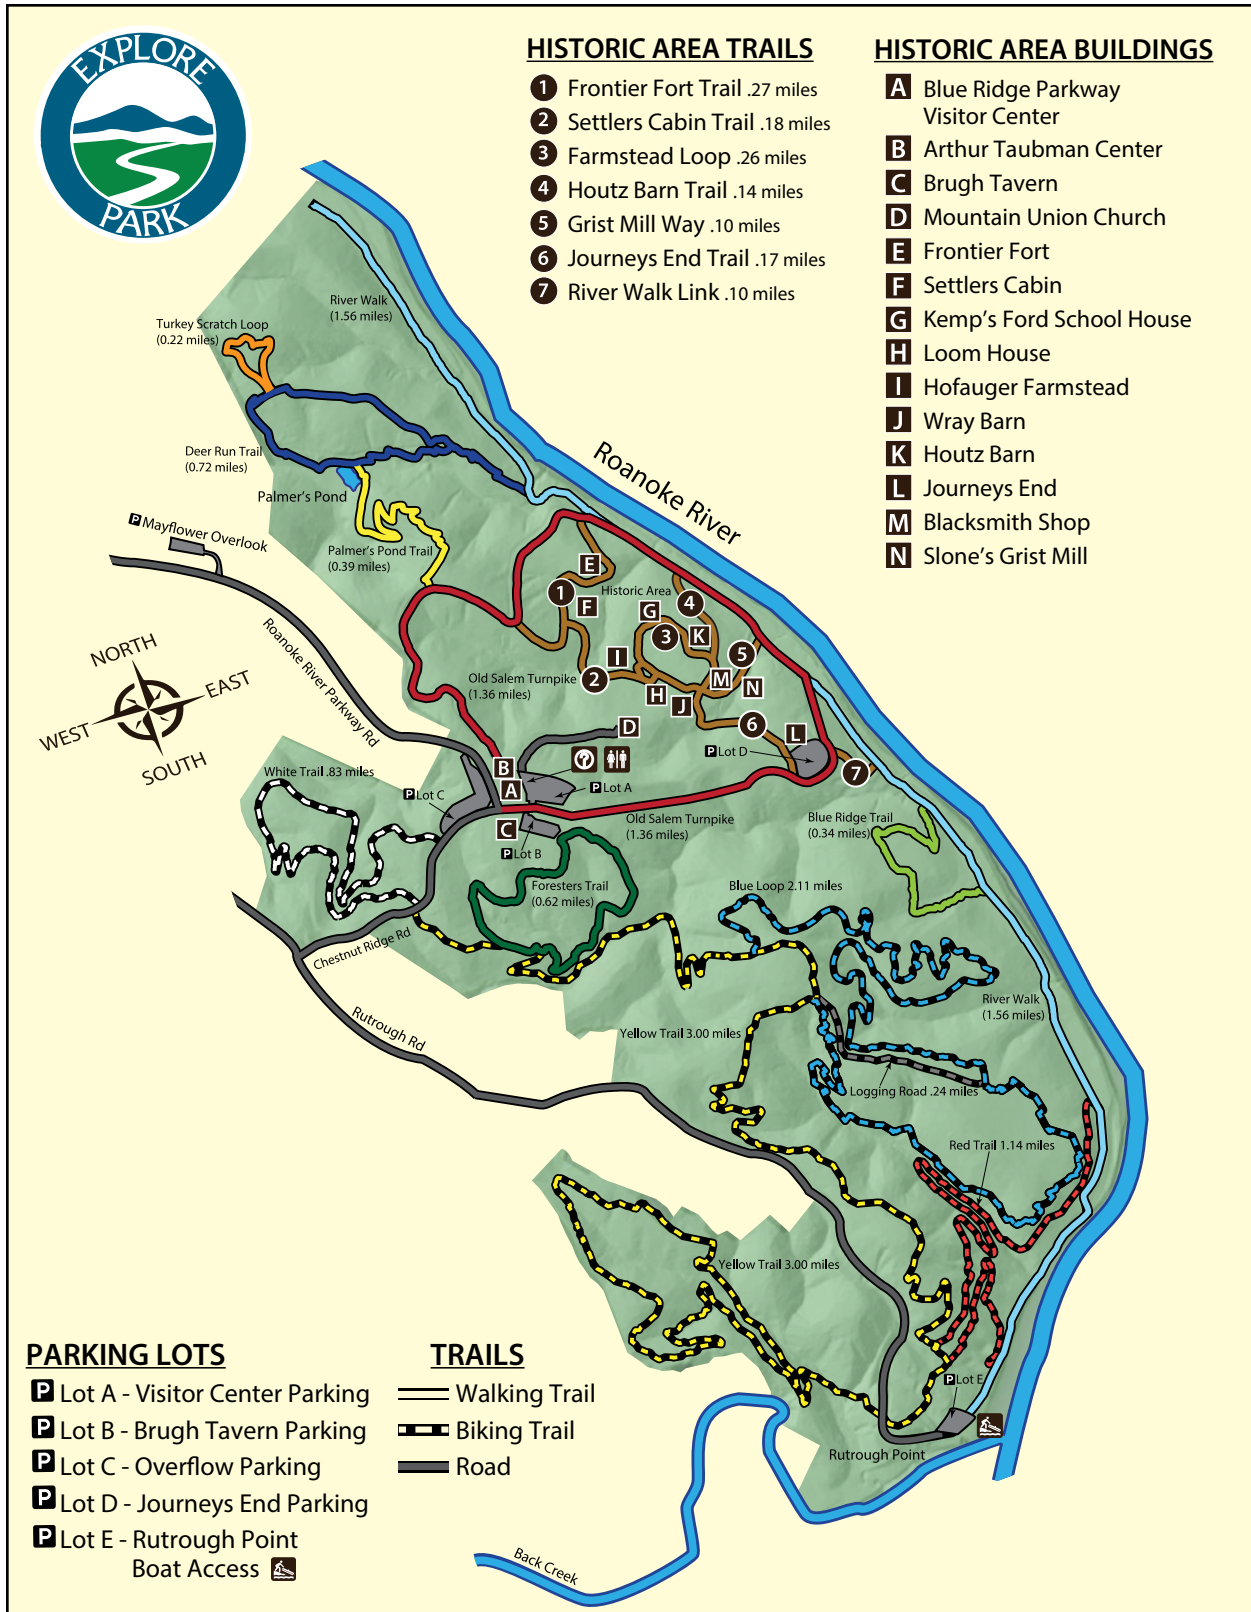 EXPLORE
PARK
HISTORIC AREA TRAILS
1 Frontier Fort Trail .27 miles
2 Settlers Cabin Trail .18 miles
3 Farmstead Loop .26 miles
4 Houtz Barn Trail .14 miles
5 Grist Mill Way .10 miles
6 Journeys End Trail .17 miles
7 River Walk Link .10 miles
HISTORIC AREA BUILDINGS
A Blue Ridge Parkway
Visitor Center
B Arthur Taubman Center
C Brugh Tavern
D Mountain Union Church
E Frontier Fort
F Settlers Cabin
G Kemp's Ford School House
H Loom House
I Hofauger Farmstead
J Wray Barn
K Houtz Barn
L Journeys End
M Blacksmith Shop
N Slone's Grist Mill
River Walk
(1.56 miles)
Turkey Scratch Loop
(0.22 miles)
Deer Run Trail
(0.72 miles)
Palmer's Pond
Roanoke River
P Mayflower Overlook
Palmer's Pond Trail
(0.39 miles)
E
Historic Area
1
F
G
4
3
K
5
I
2
H
M
N
J
6
L
7
D
NORTH
EAST
WEST
SOUTH
Roanoke River Parkway Rd
Old Salem Turnpike
(1.36 miles)
P Lot D
B
A
C
P Lot A
P Lot C
P Lot B
White Trail .83 miles
Old Salem Turnpike
(1.36 miles)
Blue Ridge Trail
(0.34 miles)
Foresters Trail
(0.62 miles)
Blue Loop 2.11 miles
Chestnut Ridge Rd
River Walk
(1.56 miles)
Rutrough Rd
Yellow Trail 3.00 miles
Logging Road .24 miles
Red Trail 1.14 miles
Yellow Trail 3.00 miles
P Lot E
Rutrough Point
Back Creek
PARKING LOTS
P Lot A - Visitor Center Parking
P Lot B - Brugh Tavern Parking
P Lot C - Overflow Parking
P Lot D - Journeys End Parking
P Lot E - Rutrough Point
Boat Access
TRAILS
Walking Trail
Biking Trail
Road